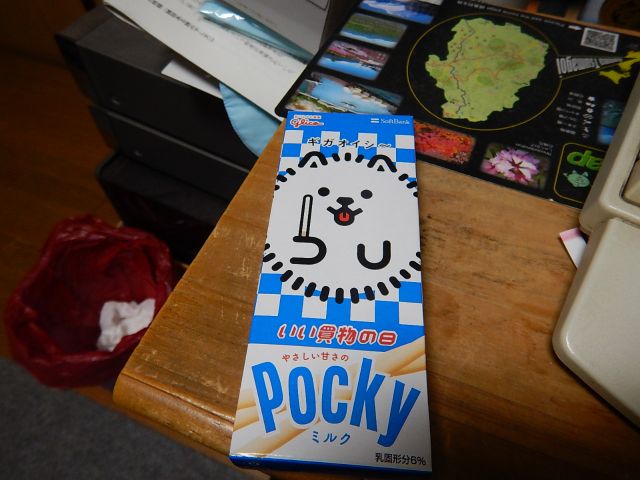 glico
SoftBank
ギガオイシ〜
いい買物の日
やさしい甘さの
Pocky
ミルク
乳固形分6%